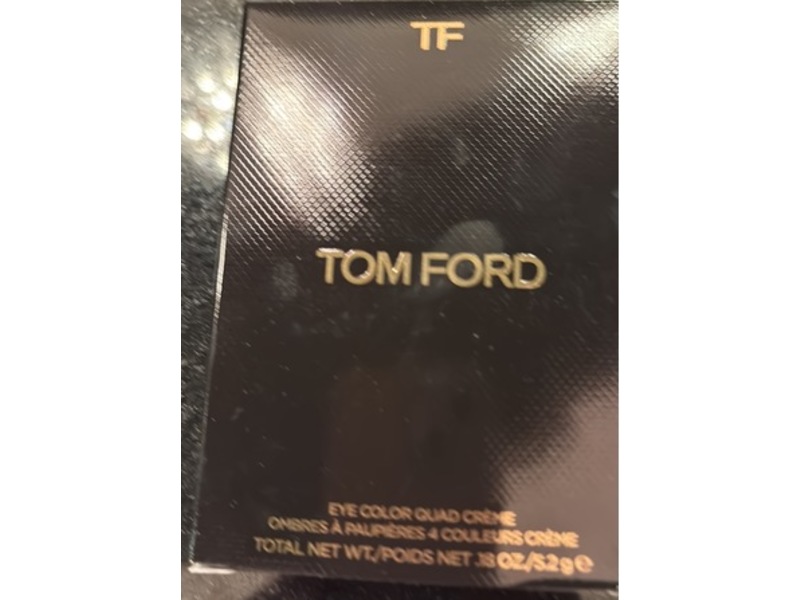 TF
TOM FORD
EYE COLOR QUAD CRÈME
OMBRES À PAUPIÈRES 4 COULEURS CRÈME
TOTAL NET WT./POIDS NET .18 OZ/5.2 g ℮